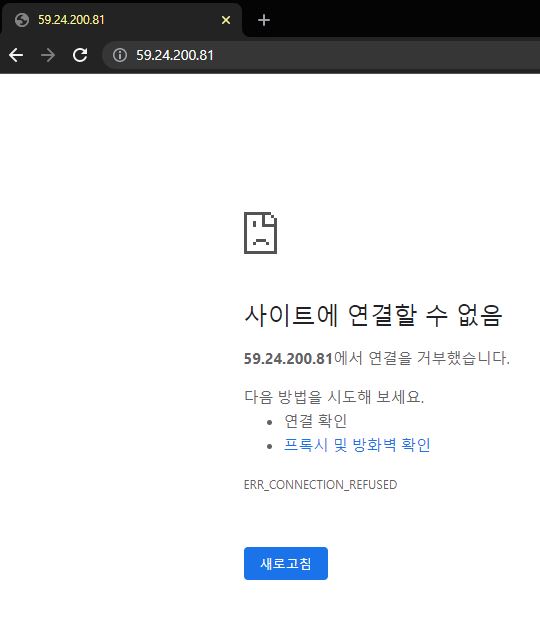 59.24.200.81
59.24.200.81
사이트에 연결할 수 없음
59.24.200.81에서 연결을 거부했습니다.
다음 방법을 시도해 보세요.
• 연결 확인
• 프록시 및 방화벽 확인
ERR_CONNECTION_REFUSED
새로고침